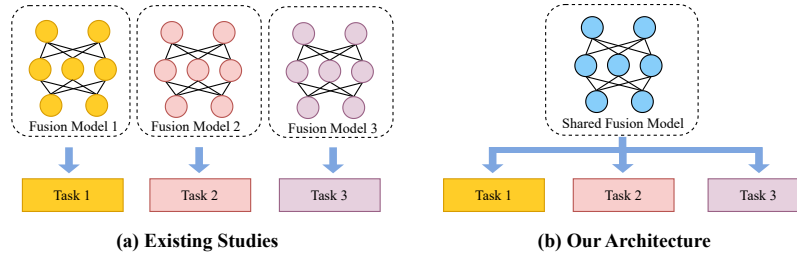 Fusion Model 1
Fusion Model 2
Fusion Model 3
Task 1
Task 2
Task 3
(a) Existing Studies
Shared Fusion Model
Task 1
Task 2
Task 3
(b) Our Architecture